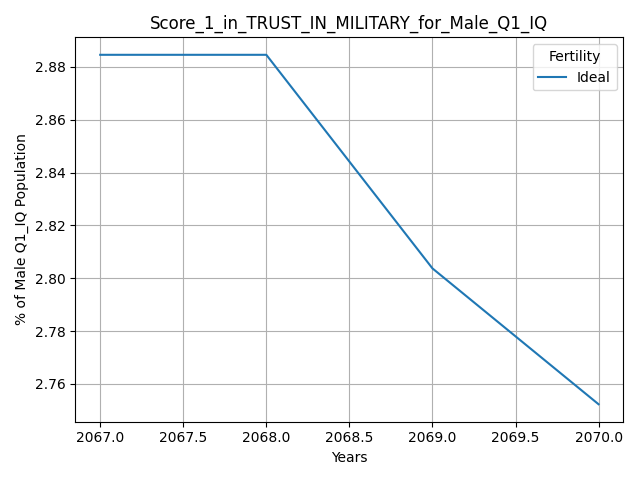 Score_1_in_TRUST_IN_MILITARY_for_Male_Q1_IQ
Fertility
Ideal
% of Male Q1_IQ Population
2.88
2.86
2.84
2.82
2.80
2.78
2.76
2067.0 2067.5 2068.0 2068.5 2069.0 2069.5 2070.0
Years